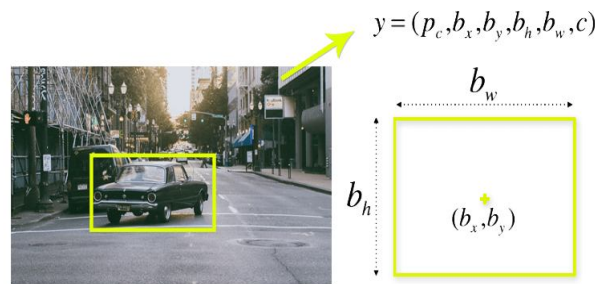 y = (p_c, b_x, b_y, b_h, b_w, c)
b_w
b_h
(b_x, b_y)